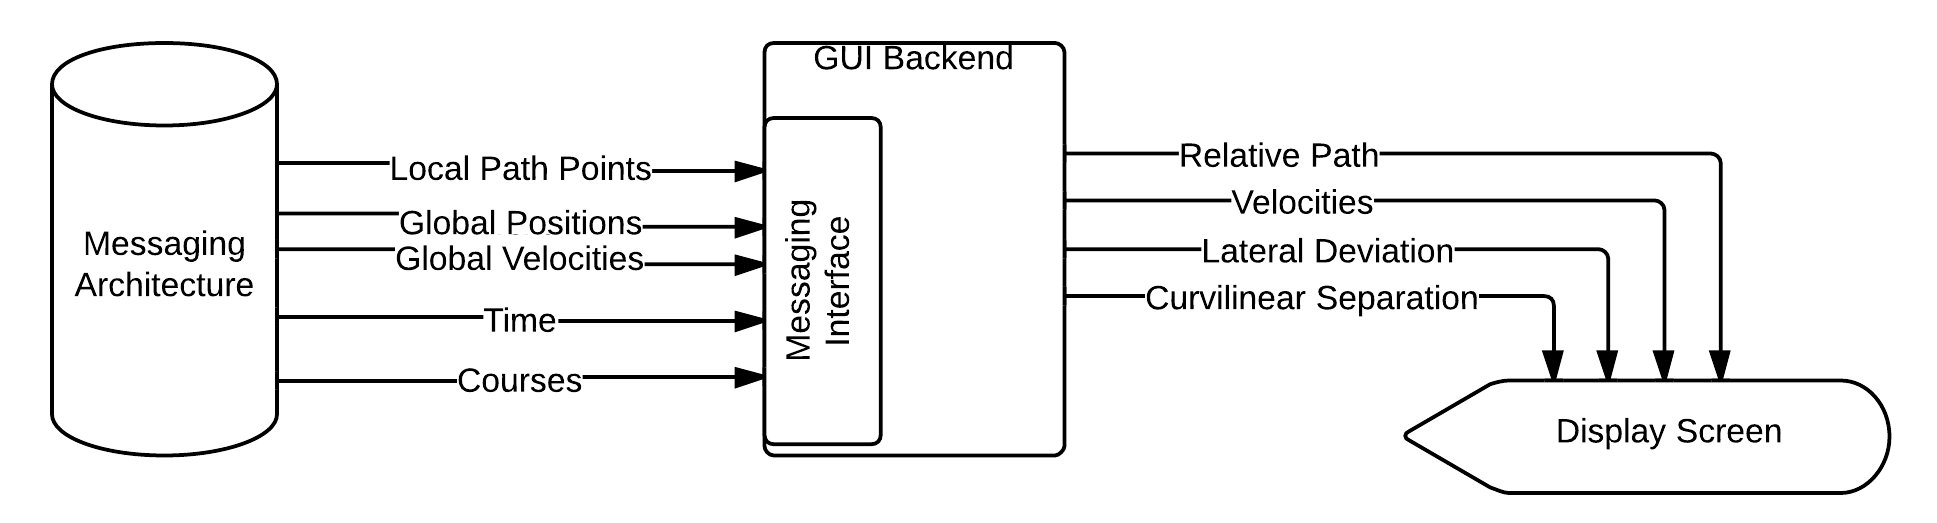 GUI Backend
Messaging
Architecture
Local Path Points
Global Positions
Global Velocities
Time
Courses
Messaging
Interface
Relative Path
Velocities
Lateral Deviation
Curvilinear Separation
Display Screen